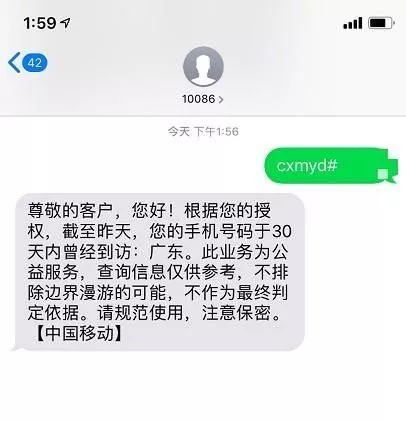 1:59
42
10086
今天 下午1:56
cxmyd#
尊敬的客户，您好！根据您的授
权，截至昨天，您的手机号码于30
天内曾经到访：广东。此业务为公
益服务，查询信息仅供参考，不排
除边界漫游的可能，不作为最终判
定依据。请规范使用，注意保密。
【中国移动】